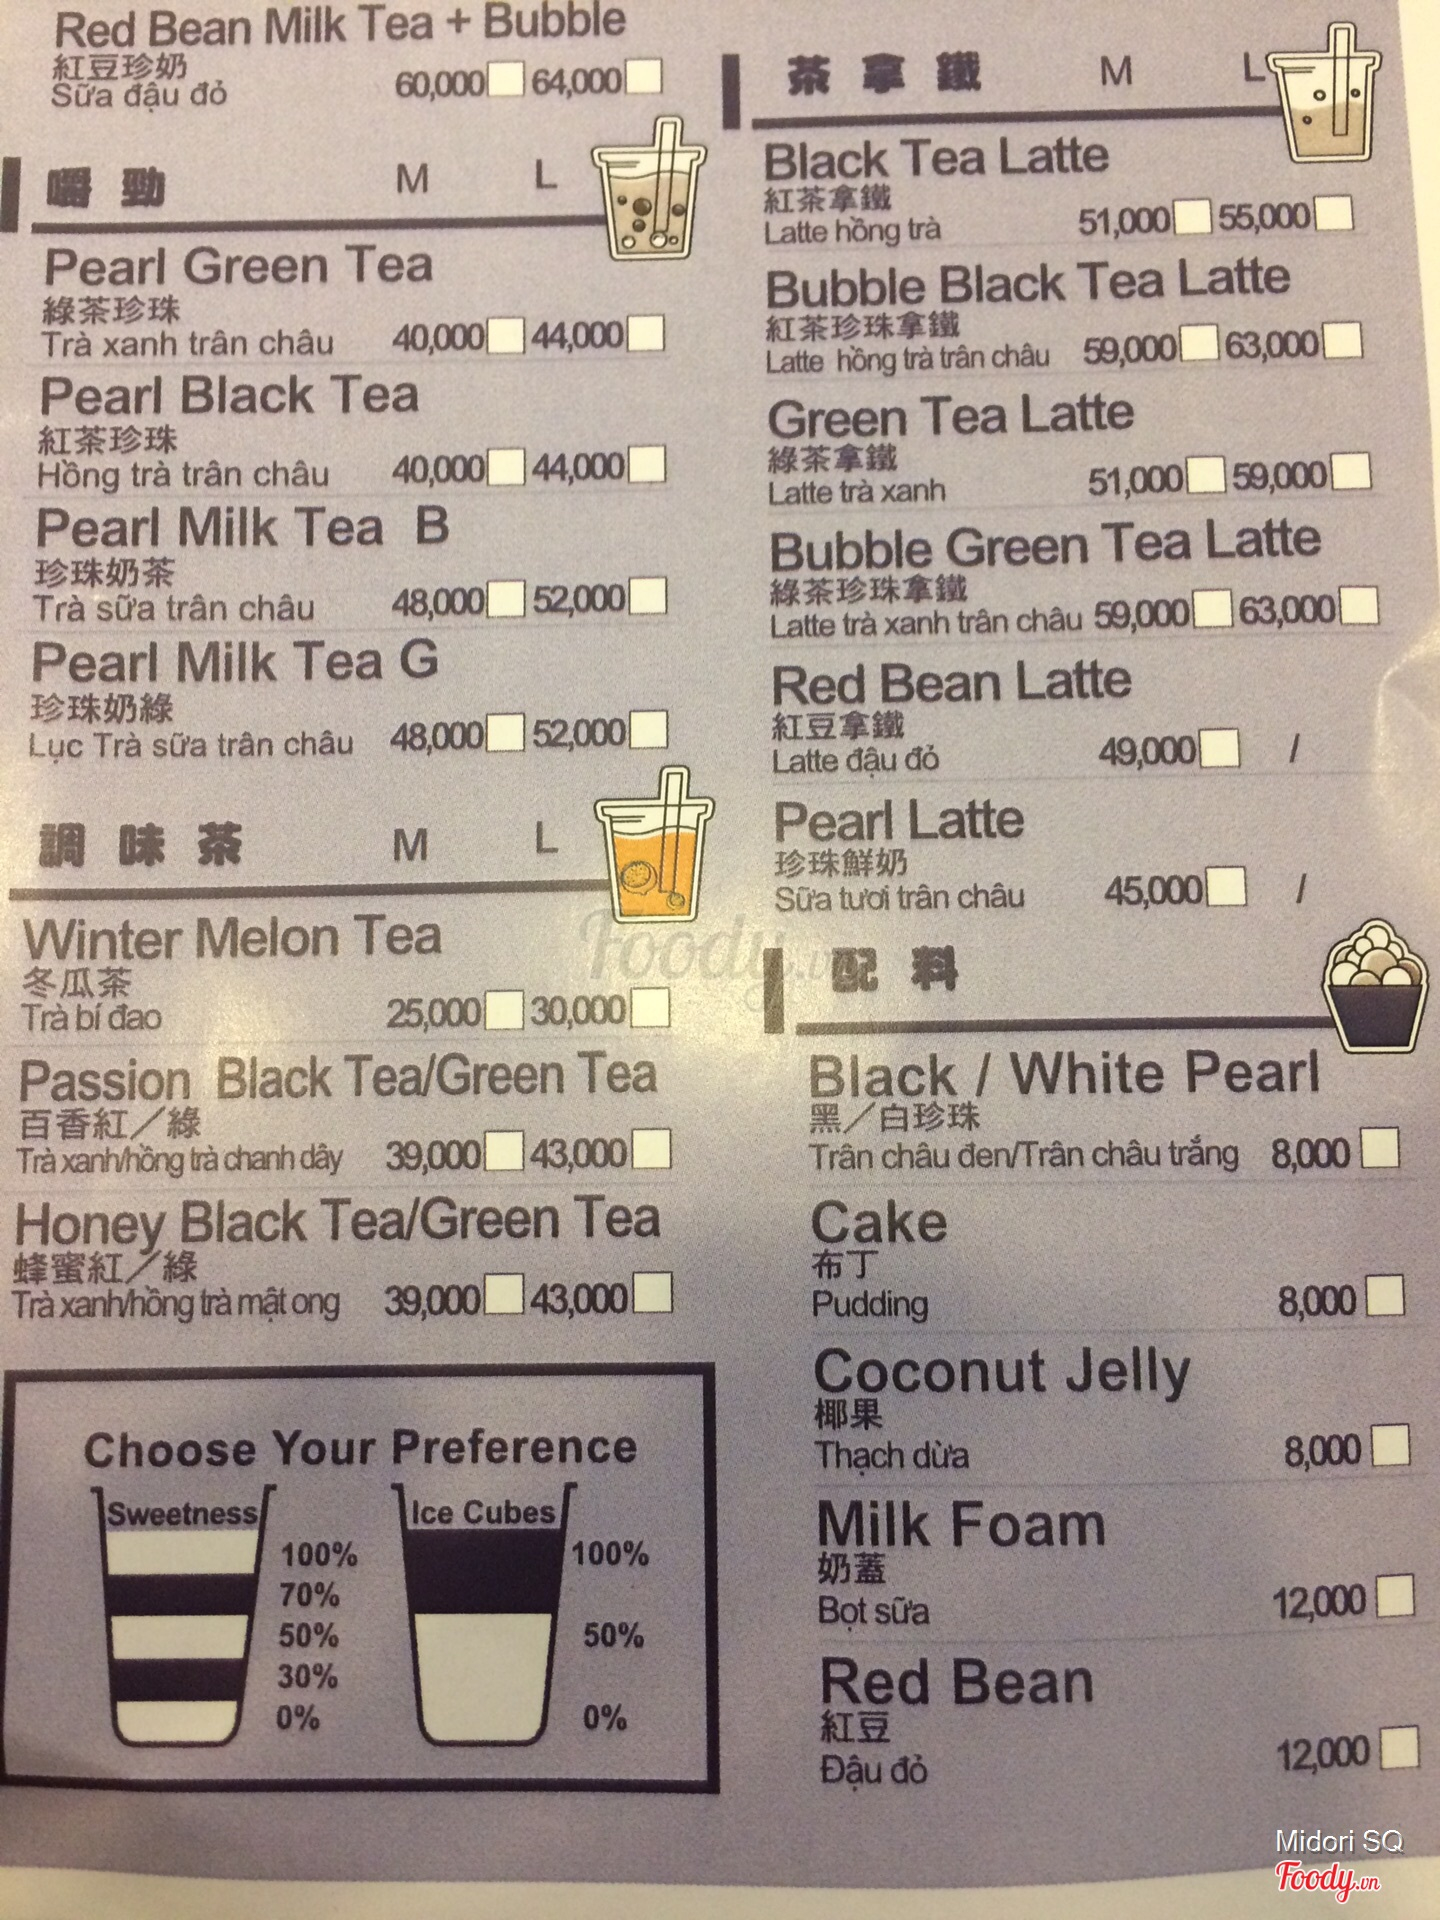 Red Bean Milk Tea + Bubble
紅豆珍奶
Sữa đậu đỏ 60,000 64,000
嚼勁 M L
Pearl Green Tea
綠茶珍珠
Trà xanh trân châu 40,000 44,000
Pearl Black Tea
紅茶珍珠
Hồng trà trân châu 40,000 44,000
Pearl Milk Tea B
珍珠奶茶
Trà sữa trân châu 48,000 52,000
Pearl Milk Tea G
珍珠奶綠
Lục Trà sữa trân châu 48,000 52,000
調味茶 M L
Winter Melon Tea
冬瓜茶
Trà bí đao 25,000 30,000
Passion Black Tea/Green Tea
百香紅／綠
Trà xanh/hồng trà chanh dây 39,000 43,000
Honey Black Tea/Green Tea
蜂蜜紅／綠
Trà xanh/hồng trà mật ong 39,000 43,000
Choose Your Preference
Sweetness
100%
70%
50%
30%
0%
Ice Cubes
100%
50%
0%
茶拿鐵 M L
Black Tea Latte
紅茶拿鐵
Latte hồng trà 51,000 55,000
Bubble Black Tea Latte
紅茶珍珠拿鐵
Latte hồng trà trân châu 59,000 63,000
Green Tea Latte
綠茶拿鐵
Latte trà xanh 51,000 59,000
Bubble Green Tea Latte
綠茶珍珠拿鐵
Latte trà xanh trân châu 59,000 63,000
Red Bean Latte
紅豆拿鐵
Latte đậu đỏ 49,000 /
Pearl Latte
珍珠鮮奶
Sữa tươi trân châu 45,000 /
配料
Black / White Pearl
黑／白珍珠
Trân châu đen/Trân châu trắng 8,000
Cake
布丁
Pudding 8,000
Coconut Jelly
椰果
Thạch dừa 8,000
Milk Foam
奶蓋
Bọt sữa 12,000
Red Bean
紅豆
Đậu đỏ 12,000
Foody.vn
Midori SQ
Foody.vn